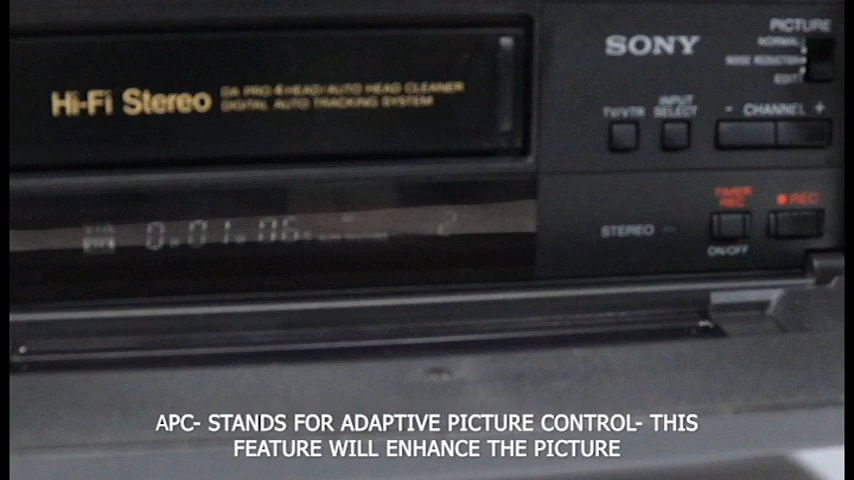 Hi-Fi Stereo
DA PRO 4 HEAD/AUTO HEAD CLEANER
DIGITAL AUTO TRACKING SYSTEM
SONY
PICTURE
NORMAL
NOISE REDUCTION
EDIT
TV/VTR
INPUT
SELECT
- CHANNEL +
0.01.06
2
STEREO
TIMER
REC
ON/OFF
REC
APC- STANDS FOR ADAPTIVE PICTURE CONTROL- THIS
FEATURE WILL ENHANCE THE PICTURE